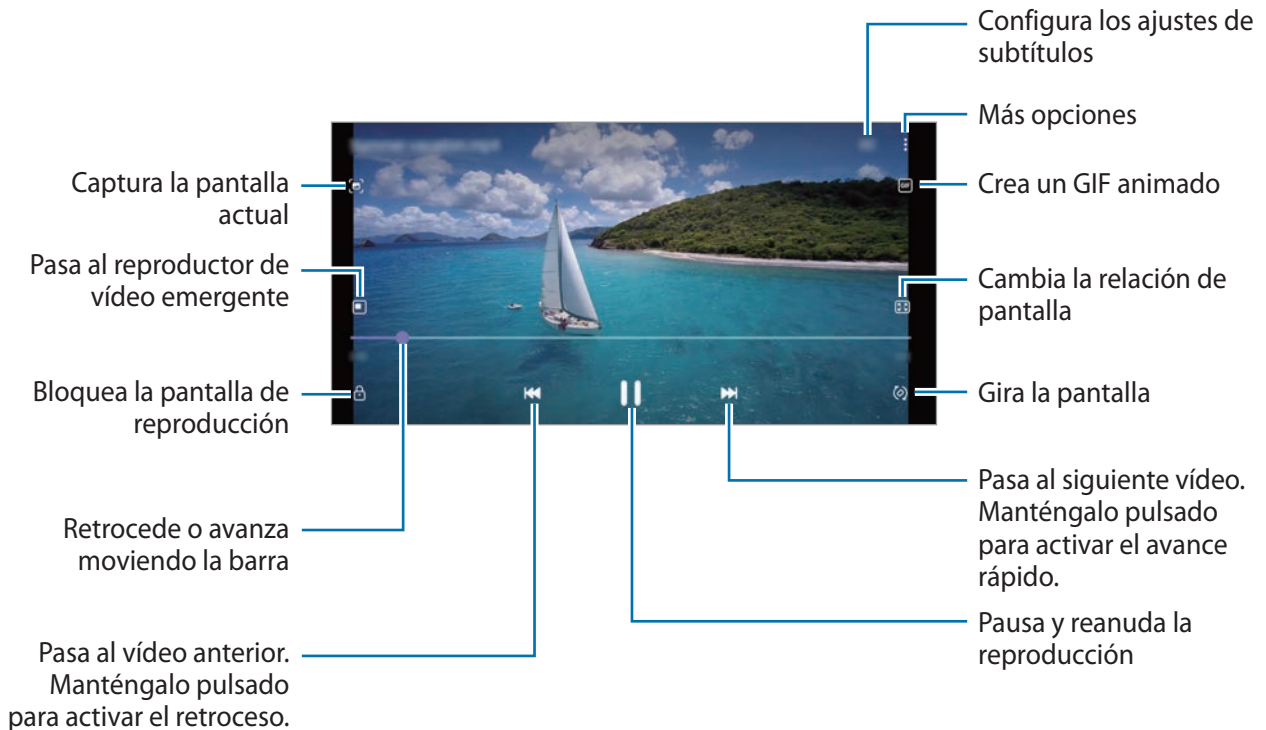 Configura los ajustes de
subtítulos
Más opciones
Captura la pantalla
actual
Crea un GIF animado
GIF
Pasa al reproductor de
vídeo emergente
Cambia la relación de
pantalla
Bloquea la pantalla de
reproducción
Gira la pantalla
Retrocede o avanza
moviendo la barra
Pasa al siguiente vídeo.
Manténgalo pulsado
para activar el avance
rápido.
Pasa al vídeo anterior.
Manténgalo pulsado
para activar el retroceso.
Pausa y reanuda la
reproducción